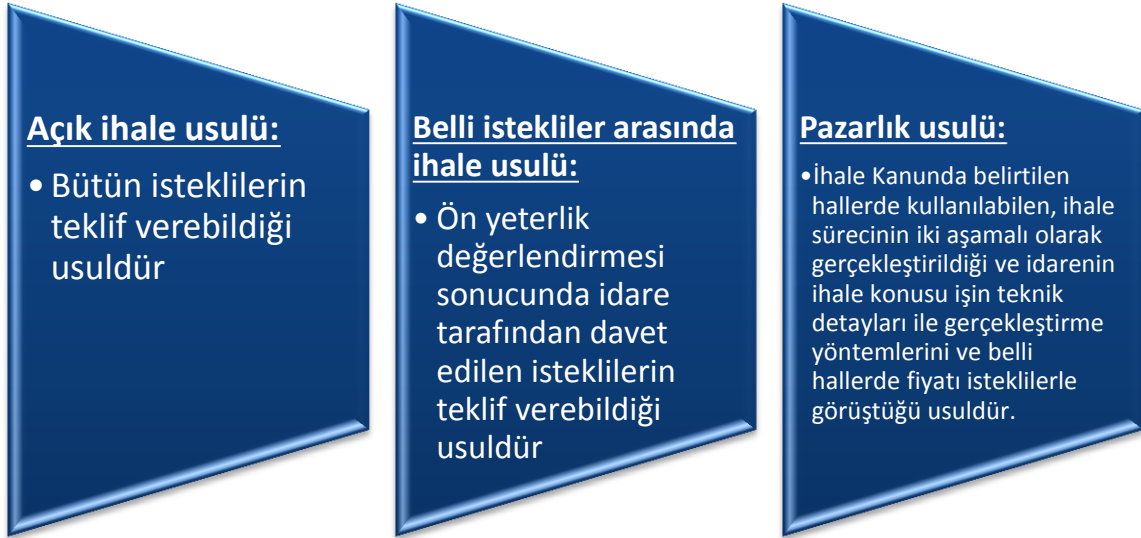 Açık ihale usulü:
• Bütün isteklilerin
teklif verebildiği
usuldür
Belli istekliler arasında
ihale usulü:
• Ön yeterlik
değerlendirmesi
sonucunda idare
tarafından davet
edilen isteklilerin
teklif verebildiği
usuldür
Pazarlık usulü:
•İhale Kanunda belirtilen
hallerde kullanılabilen, ihale
sürecinin iki aşamalı olarak
gerçekleştirildiği ve idarenin
ihale konusu işin teknik
detayları ile gerçekleştirme
yöntemlerini ve belli
hallerde fiyatı isteklilerle
görüştüğü usuldür.